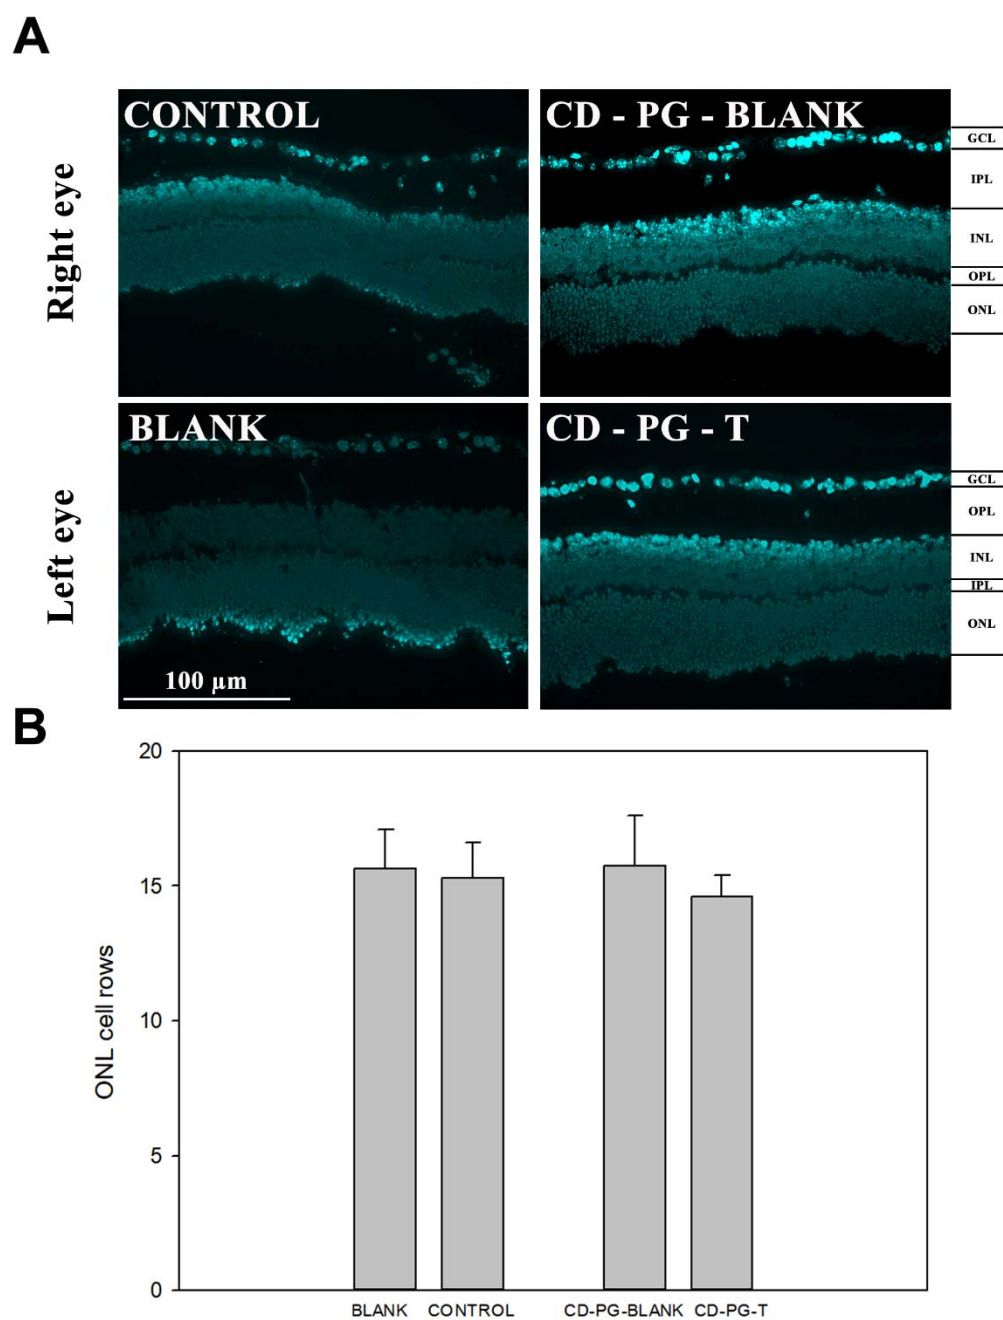 A
Right eye
CONTROL
CD - PG - BLANK
GCL
IPL
INL
OPL
ONL
Left eye
BLANK
100 µm
CD - PG - T
GCL
OPL
INL
IPL
ONL
B
ONL cell rows
20
15
10
5
0
BLANK CONTROL CD-PG-BLANK CD-PG-T